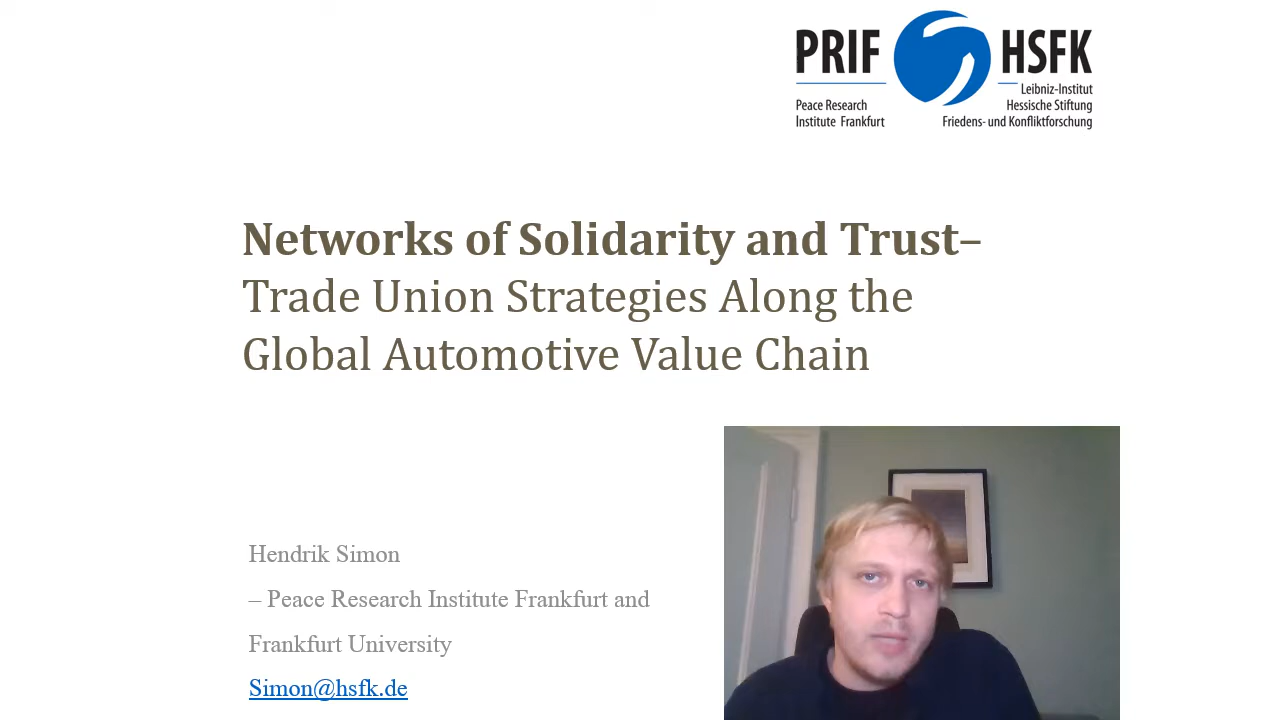 PRIF
HSFK
Peace Research
Institute Frankfurt
Leibniz-Institut
Hessische Stiftung
Friedens- und Konfliktforschung
Networks of Solidarity and Trust–
Trade Union Strategies Along the
Global Automotive Value Chain
Hendrik Simon
– Peace Research Institute Frankfurt and
Frankfurt University
Simon@hsfk.de